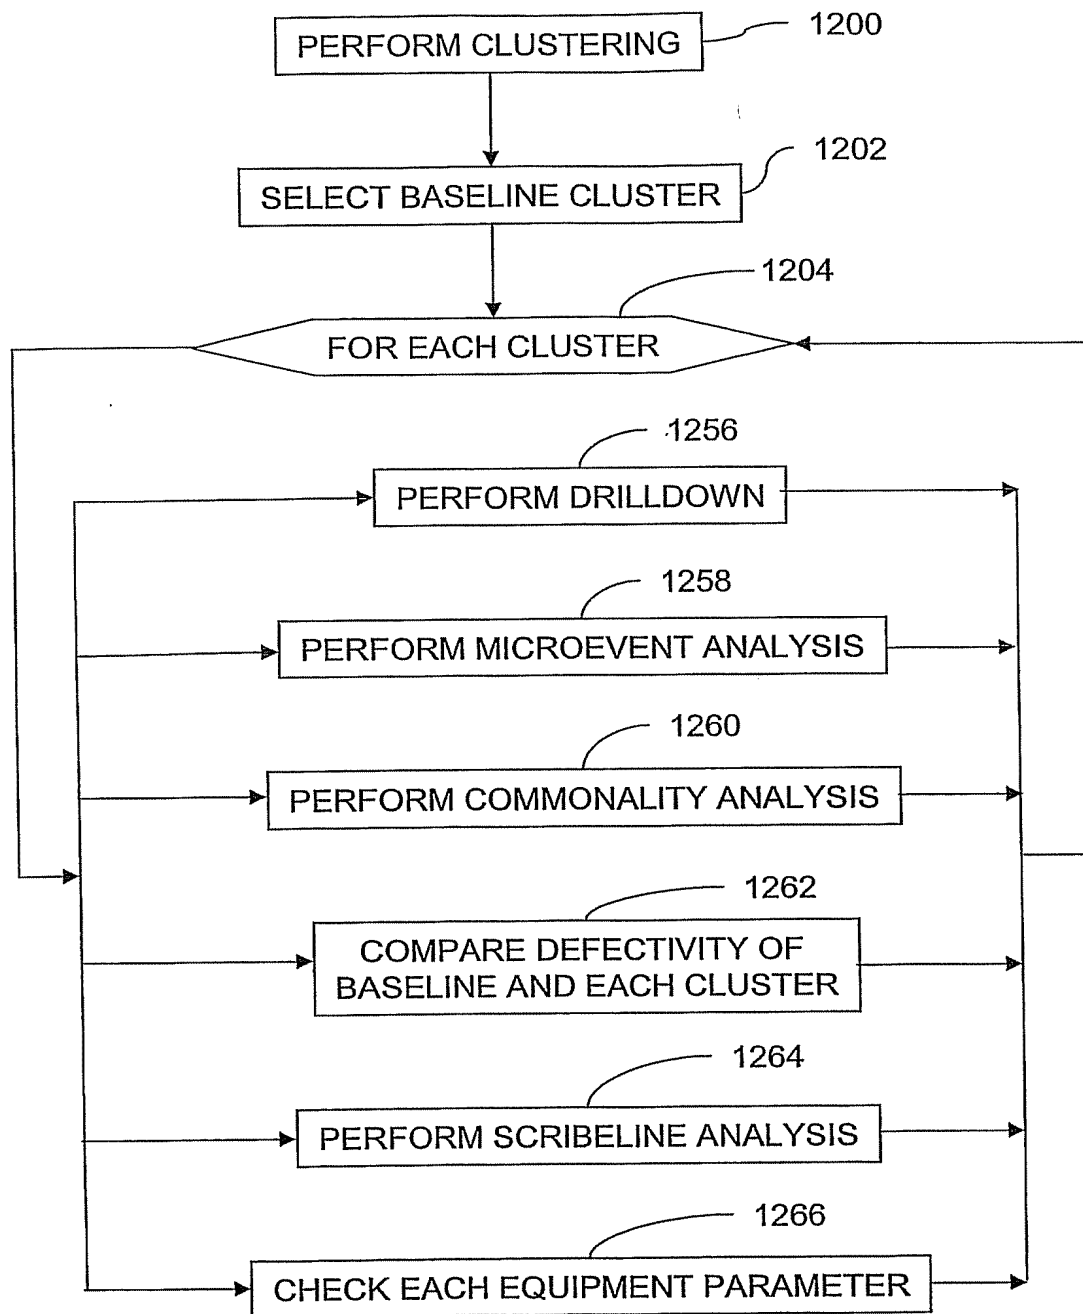 PERFORM CLUSTERING
1200
SELECT BASELINE CLUSTER
1202
1204
FOR EACH CLUSTER
1256
PERFORM DRILLDOWN
1258
PERFORM MICROEVENT ANALYSIS
1260
PERFORM COMMONALITY ANALYSIS
1262
COMPARE DEFECTIVITY OF
BASELINE AND EACH CLUSTER
1264
PERFORM SCRIBELINE ANALYSIS
1266
CHECK EACH EQUIPMENT PARAMETER